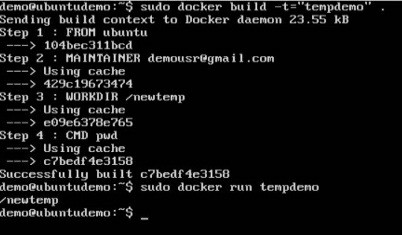 demo@ubuntudemo:~$ sudo docker build -t="tempdemo" .
Sending build context to Docker daemon 23.55 kB
Step 1 : FROM ubuntu
 ---> 104bec311bcd
Step 2 : MAINTAINER demousr@gmail.com
 ---> Using cache
 ---> 429c19673474
Step 3 : WORKDIR /newtemp
 ---> Using cache
 ---> e09e6378e765
Step 4 : CMD pwd
 ---> Using cache
 ---> c7bedf4e3158
Successfully built c7bedf4e3158
demo@ubuntudemo:~$ sudo docker run tempdemo
/newtemp
demo@ubuntudemo:~$ _